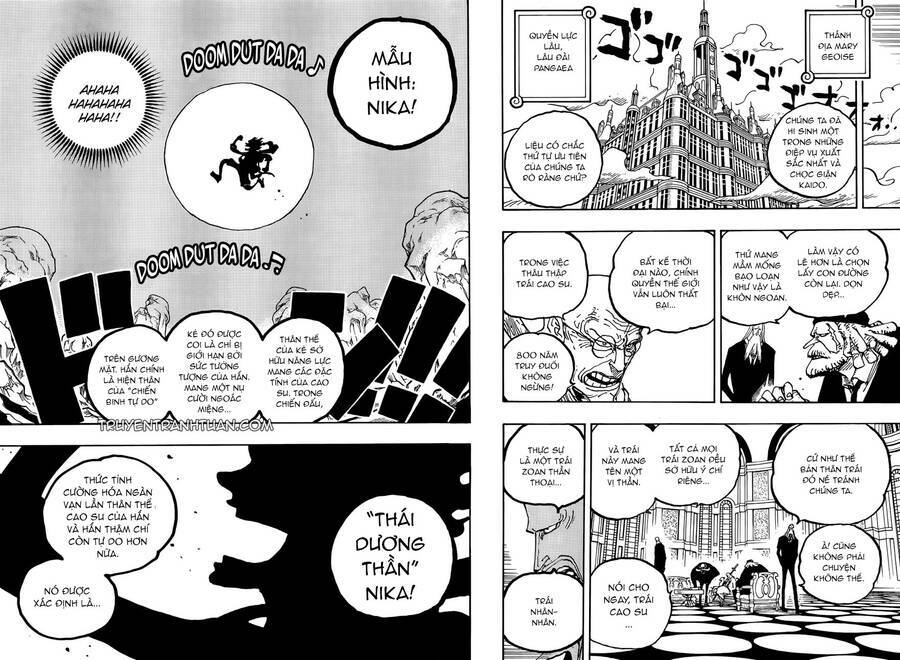 THÁNH
ĐỊA MARY
GEOISE
QUYỀN LỰC
LÂU,
LÂU ĐÀI
PANGAEA
ゴゴゴ
ゴゴゴ
CHÚNG TA ĐÃ
HI SINH MỘT
TRONG NHỮNG
ĐIỆP VỤ XUẤT
SẮC NHẤT VÀ
CHỌC GIẬN
KAIDO.
LIỆU CÓ CHẮC
THỨ TỰ ƯU TIÊN
CỦA CHÚNG TA
RÕ RÀNG CHỨ?
LÀM VẬY CÓ
LẼ HƠN LÀ CHỌN
LẤY CON ĐƯỜNG
CÒN LẠI. DỌN
DẸP...
THỨ MANG
MẦM MỐNG
BẠO LOẠN
NHƯ VẬY LÀ
KHÔN NGOAN.
BẤT KỂ THỜI
ĐẠI NÀO, CHÍNH
QUYỀN THẾ GIỚI
VẪN LUÔN THẤT
BẠI...
TRONG VIỆC
THÂU THẬP
TRÁI CAO SU.
800 NĂM
TRUY ĐUỔI
KHÔNG
NGỪNG!
CỨ NHƯ THỂ
BẢN THÂN TRÁI
ĐÓ NÉ TRÁNH
CHÚNG TA.
À! CŨNG
KHÔNG PHẢI
CHUYỆN
KHÔNG THỂ.
TẤT CẢ MỌI
TRÁI ZOAN ĐỀU
SỞ HỮU Ý CHÍ
RIÊNG...
VÀ TRÁI
NÀY MANG
TÊN MỘT
VỊ THẦN.
NÓI CHO
NGAY, TRÁI
CAO SU
...
THỰC SỰ
LÀ MỘT TRÁI
ZOAN THẦN
THOẠI...
TRÁI
NHÂN-
NHÂN.
MẪU
HÌNH:
NIKA!
DOOM DUT DA DA ♪
AHAHA
HAHAHAHA
HAHA!!
DOOM DUT DA DA ♬
THÂN THỂ
CỦA KẺ SỞ
HỮU NĂNG LỰC
MANG CÁC ĐẶC
TÍNH CỦA CAO
SU. TRONG
CHIẾN ĐẤU,
KẺ ĐÓ ĐƯỢC
COI LÀ CHỈ BỊ
GIỚI HẠN BỞI
SỨC TƯỞNG
TƯỢNG CỦA HẮN.
MANG MỘT NỤ
CƯỜI NGOÁC
MIỆNG...
TRÊN GƯƠNG
MẶT. HẮN CHÍNH
LÀ HIỆN THÂN
CỦA "CHIẾN
BINH TỰ DO"
TRUYENTRANHTUAN.COM
THỨC TỈNH
CƯỜNG HÓA NGÀN
VẠN LẦN THÂN THỂ
CAO SU CỦA HẮN
VÀ HẮN THẬM CHÍ
CÒN TỰ DO HƠN
NỮA.
NÓ ĐƯỢC
XÁC ĐỊNH LÀ...
"THÁI
DƯƠNG
THẦN"
NIKA!